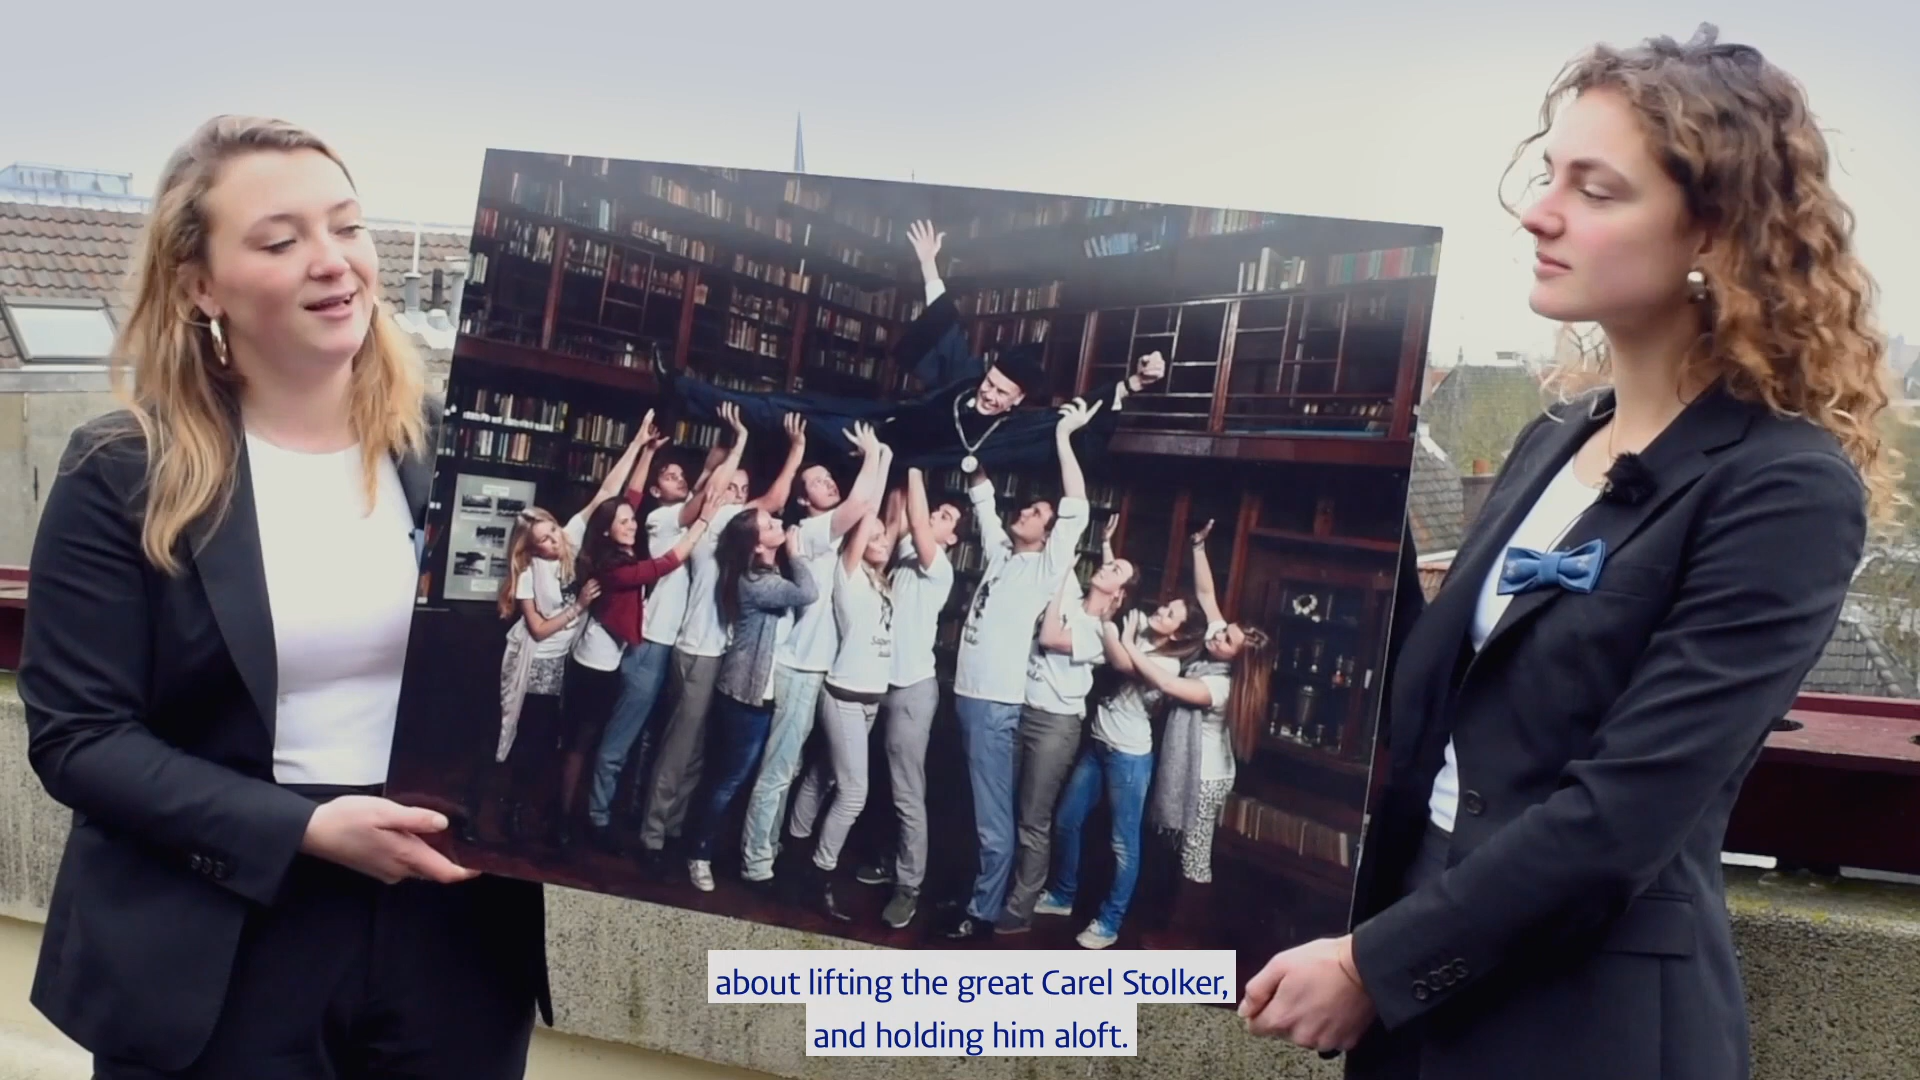 about lifting the great Carel Stolker,
and holding him aloft.